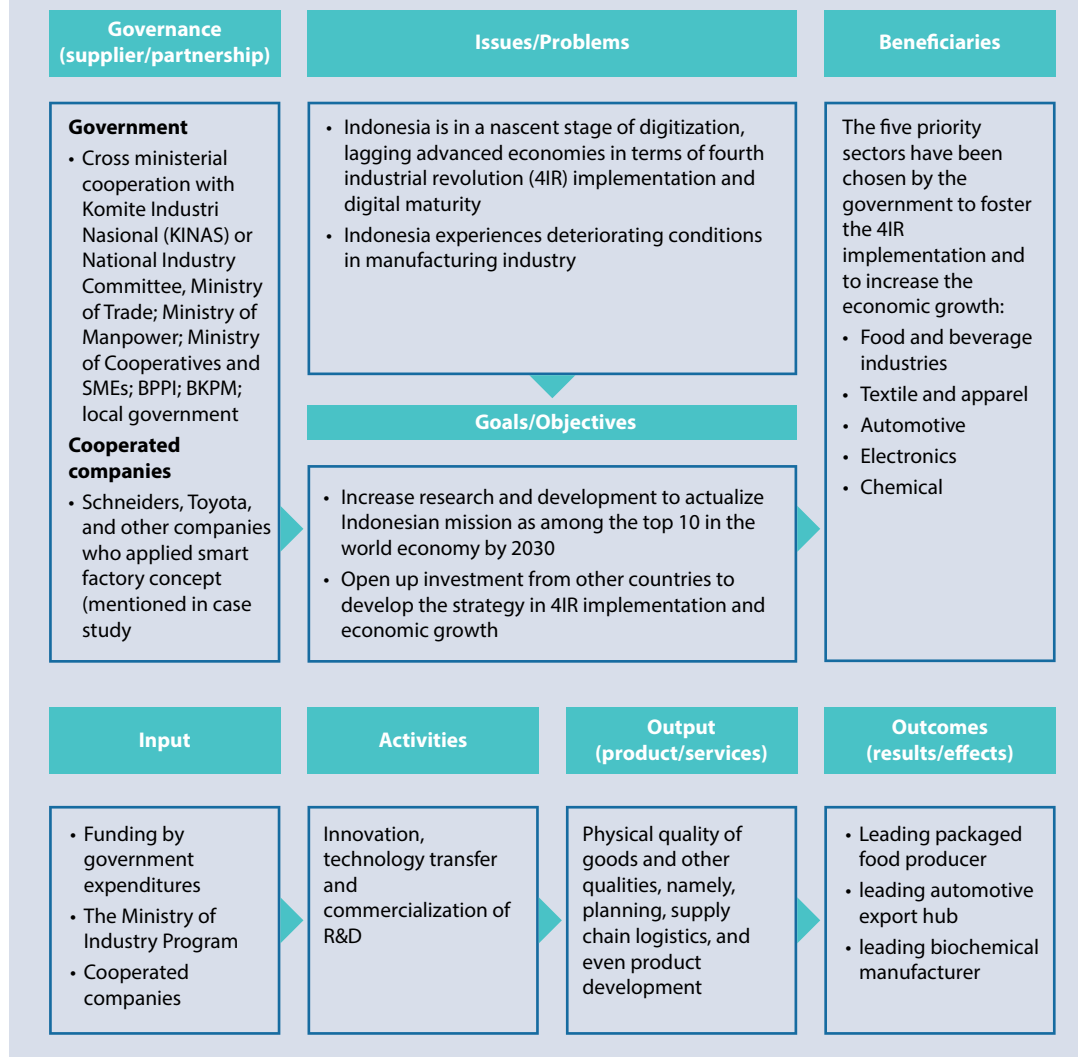 Governance
(supplier/partnership)
Issues/Problems
Beneficiaries
Government
• Cross ministerial
cooperation with
Komite Industri
Nasional (KINAS) or
National Industry
Committee, Ministry
of Trade; Ministry of
Manpower; Ministry
of Cooperatives and
SMEs; BPPI; BKPM;
local government
Cooperated
companies
• Schneiders, Toyota,
and other companies
who applied smart
factory concept
(mentioned in case
study
• Indonesia is in a nascent stage of digitization,
lagging advanced economies in terms of fourth
industrial revolution (4IR) implementation and
digital maturity
• Indonesia experiences deteriorating conditions
in manufacturing industry
Goals/Objectives
• Increase research and development to actualize
Indonesian mission as among the top 10 in the
world economy by 2030
• Open up investment from other countries to
develop the strategy in 4IR implementation and
economic growth
The five priority
sectors have been
chosen by the
government to foster
the 4IR
implementation and
to increase the
economic growth:
• Food and beverage
industries
• Textile and apparel
• Automotive
• Electronics
• Chemical
Input
Activities
Output
(product/services)
Outcomes
(results/effects)
• Funding by
government
expenditures
• The Ministry of
Industry Program
• Cooperated
companies
Innovation,
technology transfer
and
commercialization of
R&D
Physical quality of
goods and other
qualities, namely,
planning, supply
chain logistics, and
even product
development
• Leading packaged
food producer
• leading automotive
export hub
• leading biochemical
manufacturer